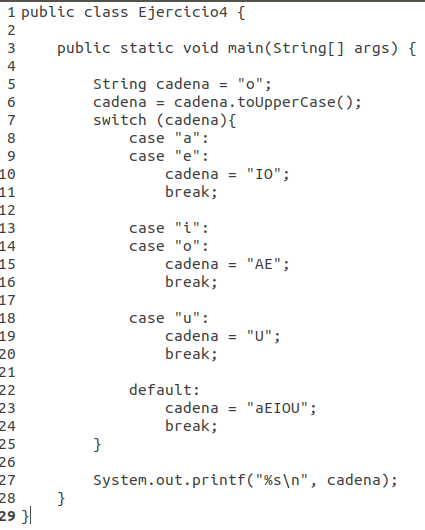 1 public class Ejercicio4 {
2
3     public static void main(String[] args) {
4
5         String cadena = "o";
6         cadena = cadena.toUpperCase();
7         switch (cadena){
8             case "a":
9             case "e":
10                 cadena = "IO";
11                 break;
12
13             case "i":
14             case "o":
15                 cadena = "AE";
16                 break;
17
18             case "u":
19                 cadena = "U";
20                 break;
21
22             default:
23                 cadena = "aEIOU";
24                 break;
25         }
26
27         System.out.printf("%s\n", cadena);
28     }
29 }